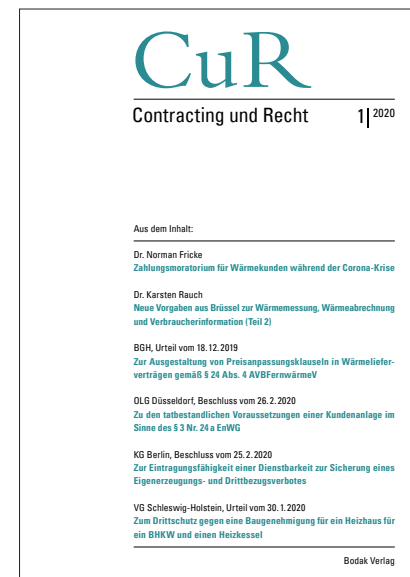 CuR
Contracting und Recht 1| 2020
Aus dem Inhalt:
Dr. Norman Fricke
Zahlungsmoratorium für Wärmekunden während der Corona-Krise
Dr. Karsten Rauch
Neue Vorgaben aus Brüssel zur Wärmemessung, Wärmeabrechnung
und Verbraucherinformation (Teil 2)
BGH, Urteil vom 18.12.2019
Zur Ausgestaltung von Preisanpassungsklauseln in Wärmeliefer-
verträgen gemäß § 24 Abs. 4 AVBFernwärmeV
OLG Düsseldorf, Beschluss vom 26.2.2020
Zu den tatbestandlichen Voraussetzungen einer Kundenanlage im
Sinne des § 3 Nr. 24 a EnWG
KG Berlin, Beschluss vom 25.2.2020
Zur Eintragungsfähigkeit einer Dienstbarkeit zur Sicherung eines
Eigenerzeugungs- und Drittbezugsverbotes
VG Schleswig-Holstein, Urteil vom 30.1.2020
Zum Drittschutz gegen eine Baugenehmigung für ein Heizhaus für
ein BHKW und einen Heizkessel
Bodak Verlag